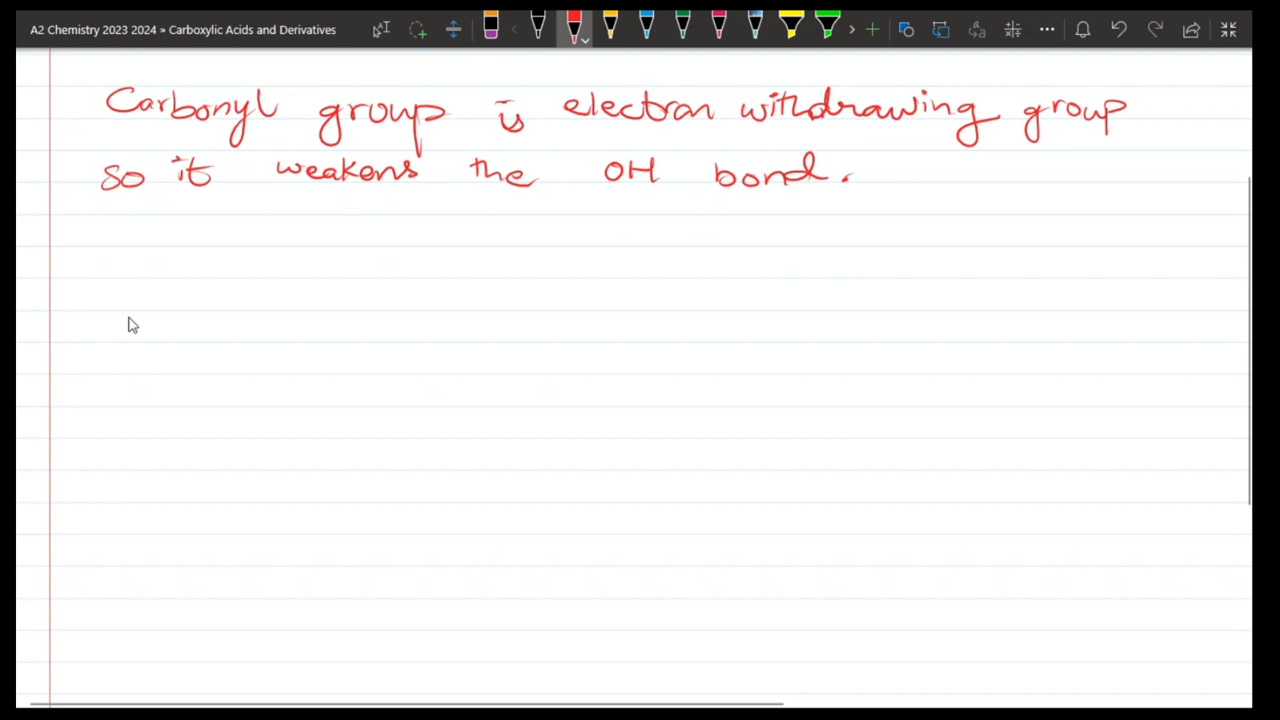 A2 Chemistry 2023 2024 » Carboxylic Acids and Derivatives
Carbonyl group is electron withdrawing group
so it weakens the OH bond.